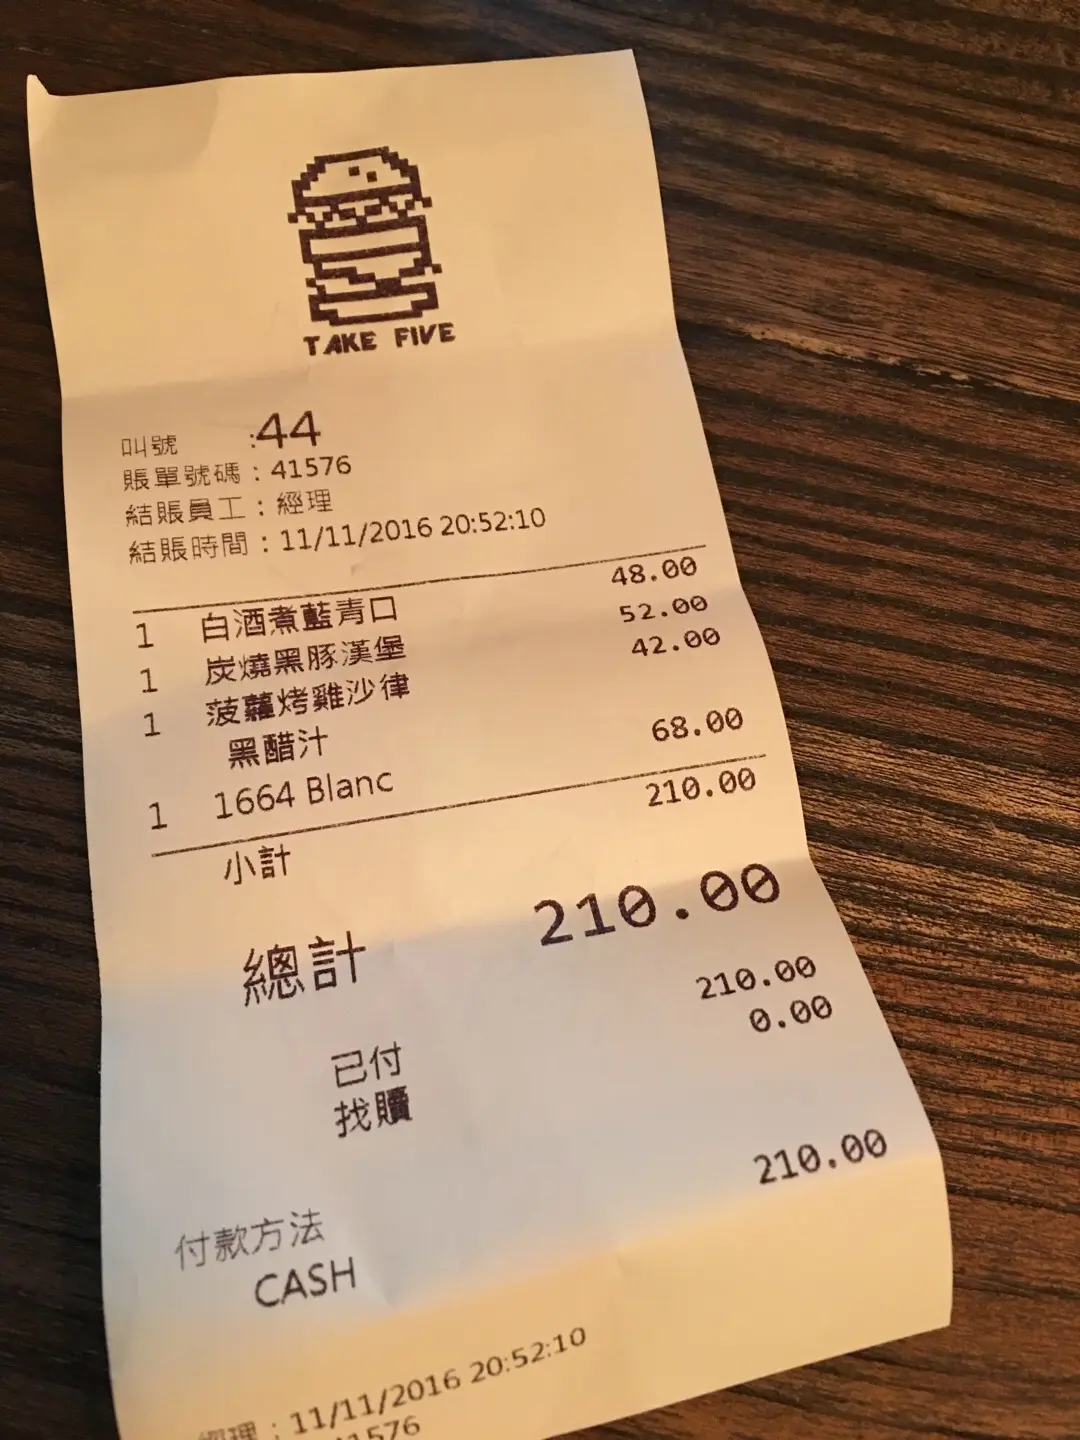 TAKE FIVE
叫號 :44
賬單號碼：41576
結賬員工：經理
結賬時間：11/11/2016 20:52:10
1 白酒煮藍青口 48.00
1 炭燒黑豚漢堡 52.00
1 菠蘿烤雞沙律 42.00
黑醋汁
1 1664 Blanc 68.00
小計 210.00
總計 210.00
已付 210.00
找贖 0.00
付款方法
CASH 210.00
經理：11/11/2016 20:52:10
41576